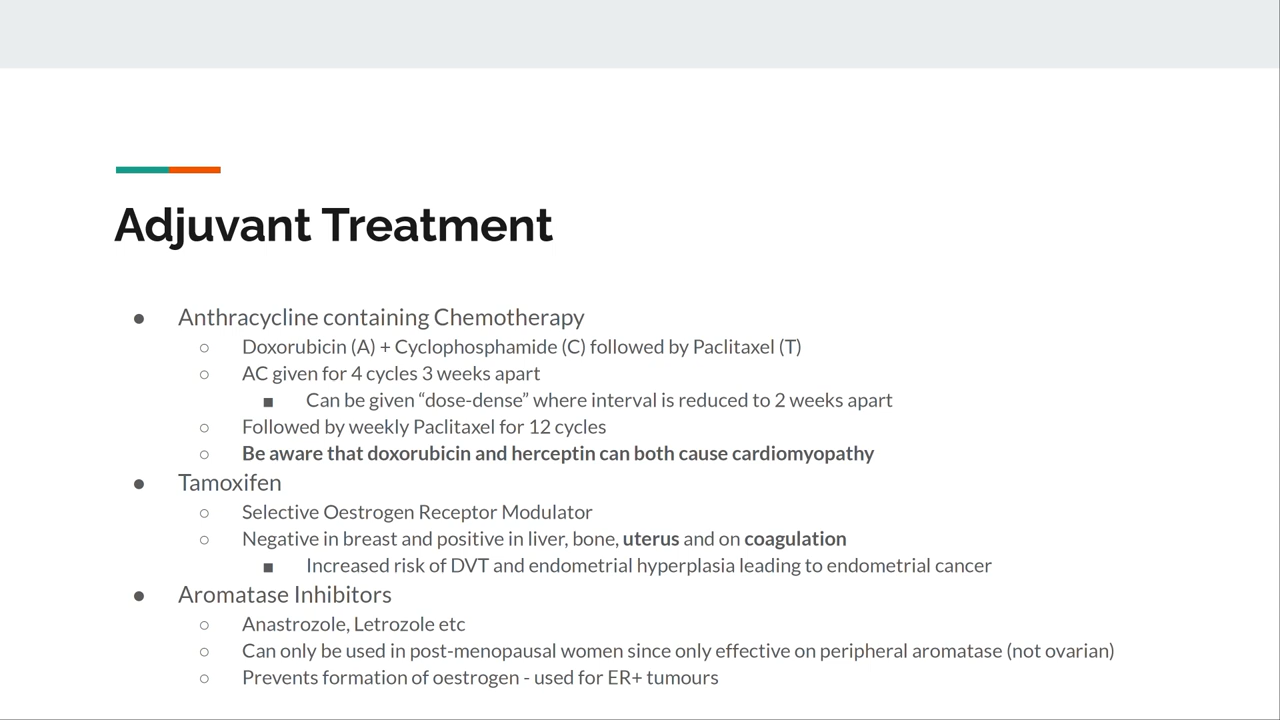 Adjuvant Treatment
● Anthracycline containing Chemotherapy
○ Doxorubicin (A) + Cyclophosphamide (C) followed by Paclitaxel (T)
○ AC given for 4 cycles 3 weeks apart
■ Can be given “dose-dense” where interval is reduced to 2 weeks apart
○ Followed by weekly Paclitaxel for 12 cycles
○ Be aware that doxorubicin and herceptin can both cause cardiomyopathy
● Tamoxifen
○ Selective Oestrogen Receptor Modulator
○ Negative in breast and positive in liver, bone, uterus and on coagulation
■ Increased risk of DVT and endometrial hyperplasia leading to endometrial cancer
● Aromatase Inhibitors
○ Anastrozole, Letrozole etc
○ Can only be used in post-menopausal women since only effective on peripheral aromatase (not ovarian)
○ Prevents formation of oestrogen - used for ER+ tumours